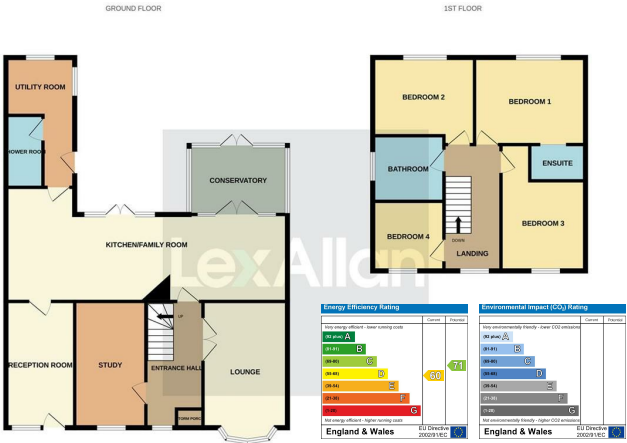 GROUND FLOOR
1ST FLOOR
UTILITY ROOM
HOWER ROOM
CONSERVATORY
KITCHEN/FAMILY ROOM
LexAllan
UP
RECEPTION ROOM
STUDY
ENTRANCE HALL
LOUNGE
BEDROOM 2
BEDROOM 1
BATHROOM
ENSUITE
BEDROOM 4
DOWN
LANDING
BEDROOM 3
Energy Efficiency Rating
Current Potential
Very energy efficient - lower running costs
(92 plus) A
(81-91) B
(69-80) C
(55-68) D
(39-54) E
(21-38) F
(1-20) G
60
71
Not energy efficient - higher running costs
England & Wales
EU Directive
2002/91/EC
Environmental Impact (CO₂) Rating
Current Potential
Very environmentally friendly - lower CO2 emissions
(92 plus) A
(81-91) B
(69-80) C
(55-68) D
(39-54) E
(21-38) F
(1-20) G
Not environmentally friendly - higher CO2 emissions
England & Wales
EU Directive
2002/91/EC